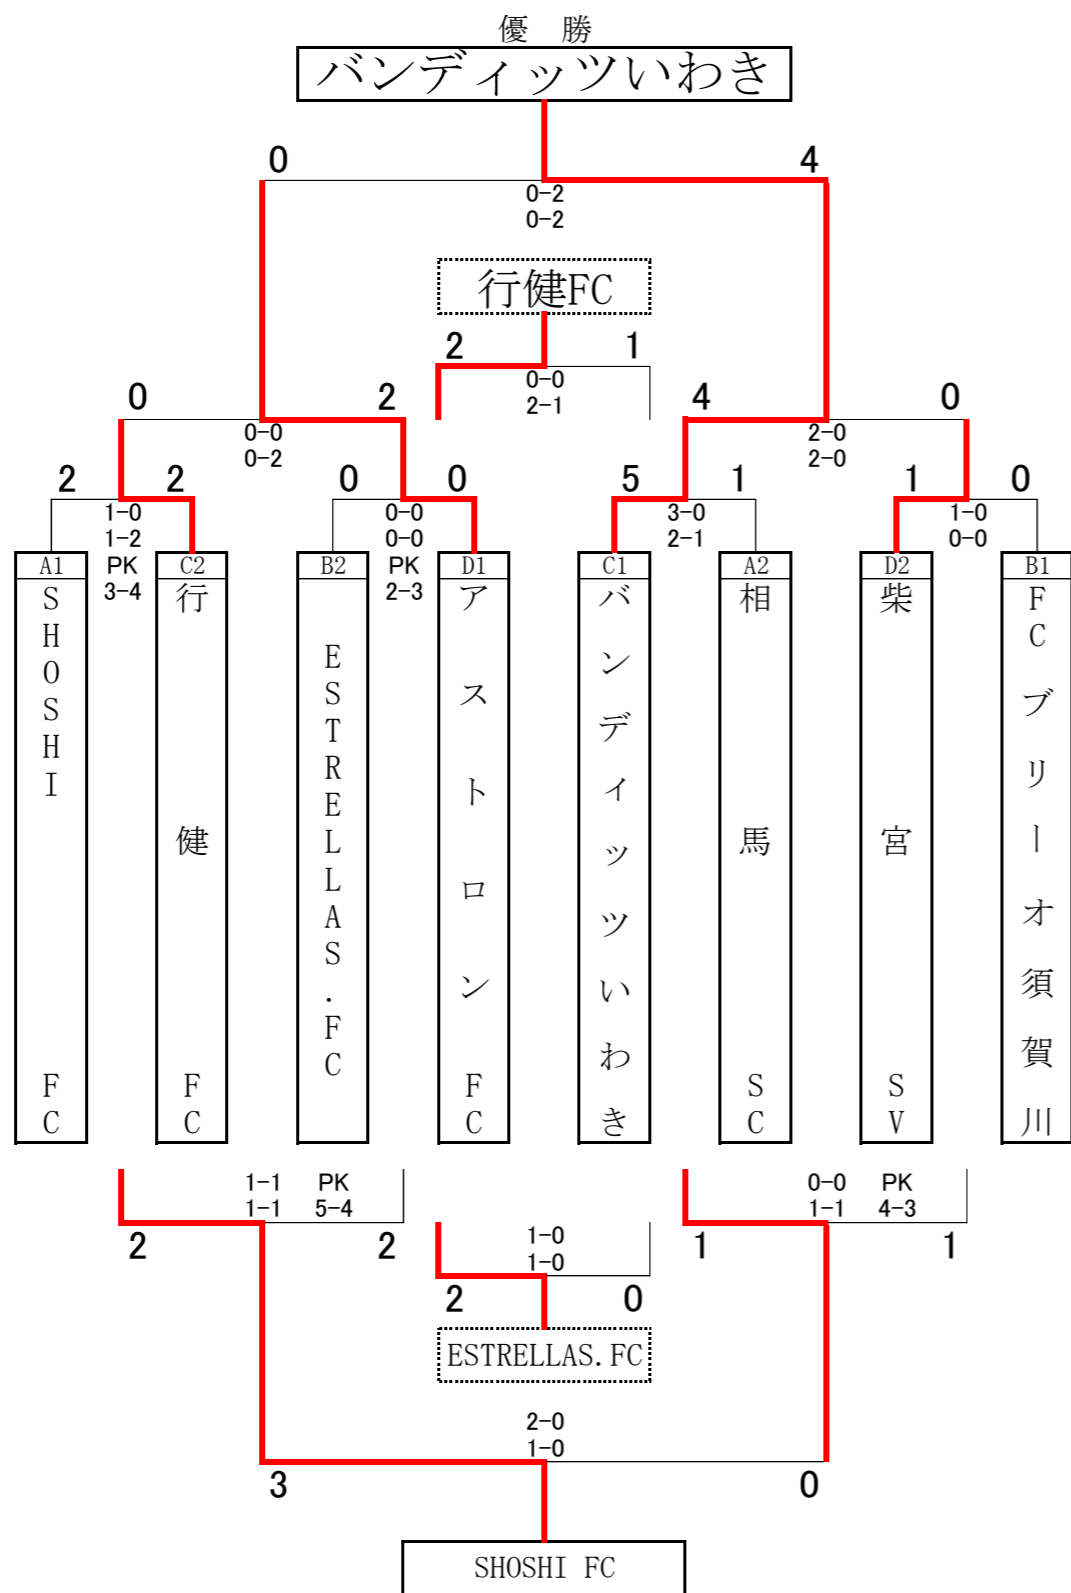 優 勝
バンディッツいわき
0 4
0-2
0-2
行健FC
2 1
0-0
2-1
0 2 4 0
0-0
0-2
2-0
2-0
2 2 0 0 5 1 1 0
1-0
1-2
PK
3-4
0-0
0-0
PK
2-3
3-0
2-1
1-0
0-0
A1
SHOSHI FC
C2
行健FC
B2
ESTRELLAS.FC
D1
アストロンFC
C1
バンディッツいわき
A2
相馬SC
D2
柴宮SV
B1
FCブリーオ須賀川
1-1 PK
1-1 5-4
0-0 PK
1-1 4-3
2 2 1 1
1-0
1-0
2 0
ESTRELLAS.FC
2-0
1-0
3 0
SHOSHI FC